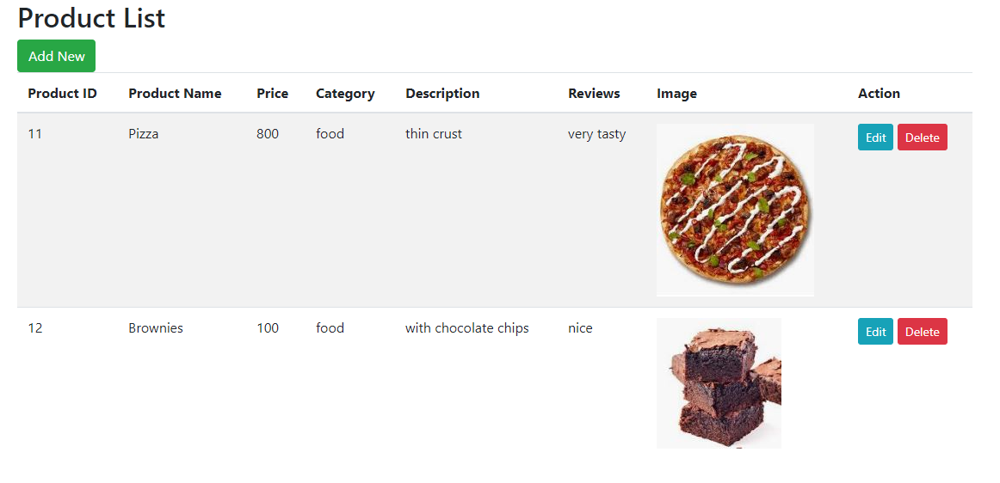 Product List
Add New
Product ID Product Name Price Category Description Reviews Image Action
11 Pizza 800 food thin crust very tasty Edit Delete
12 Brownies 100 food with chocolate chips nice Edit Delete